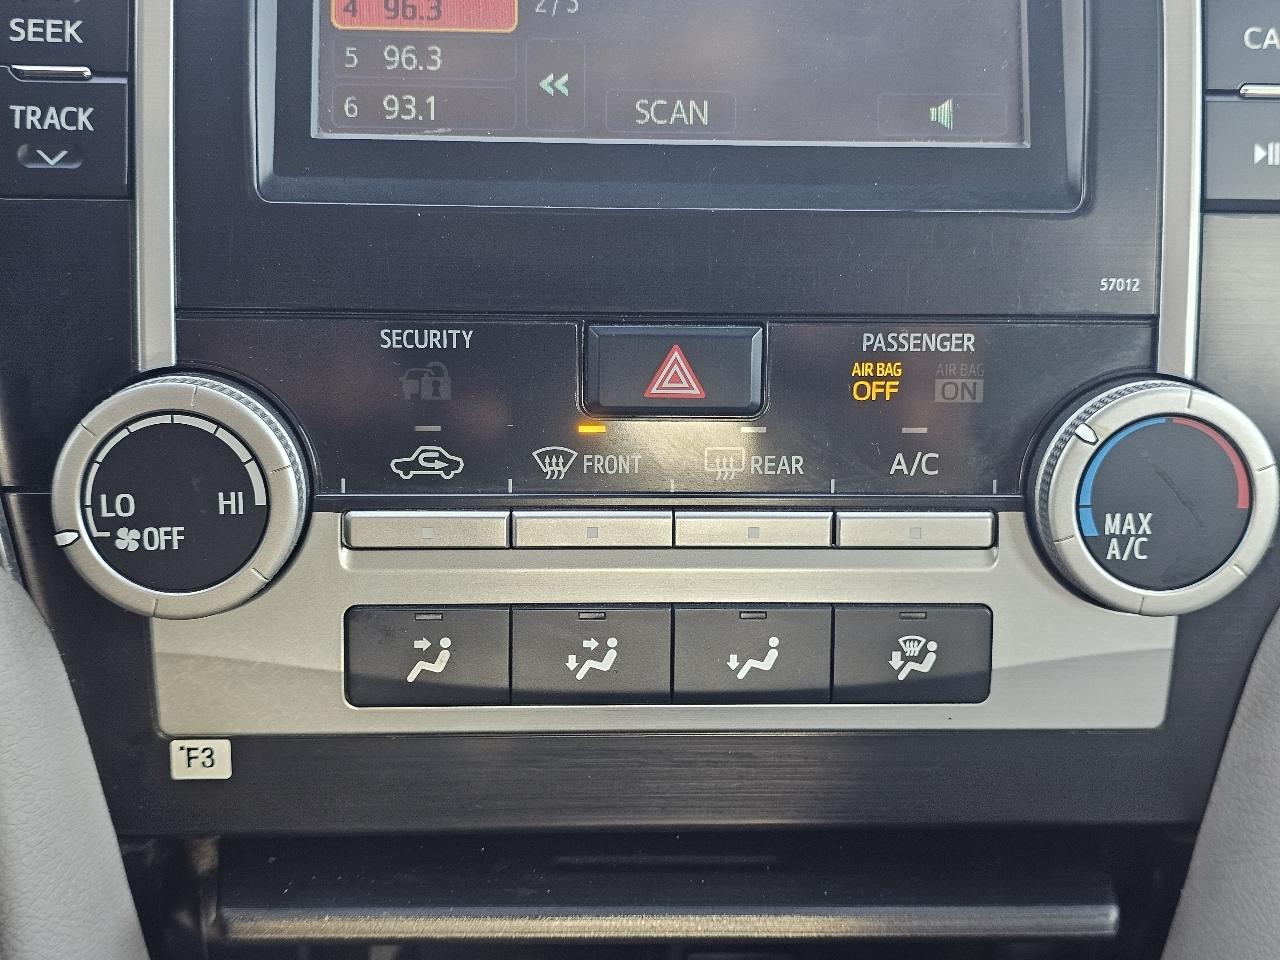 SEEK
TRACK
4 96.3
2/3
5 96.3
6 93.1
SCAN
57012
SECURITY
PASSENGER
AIR BAG
OFF
AIR BAG
ON
FRONT
REAR
A/C
LO
HI
OFF
MAX
A/C
F3